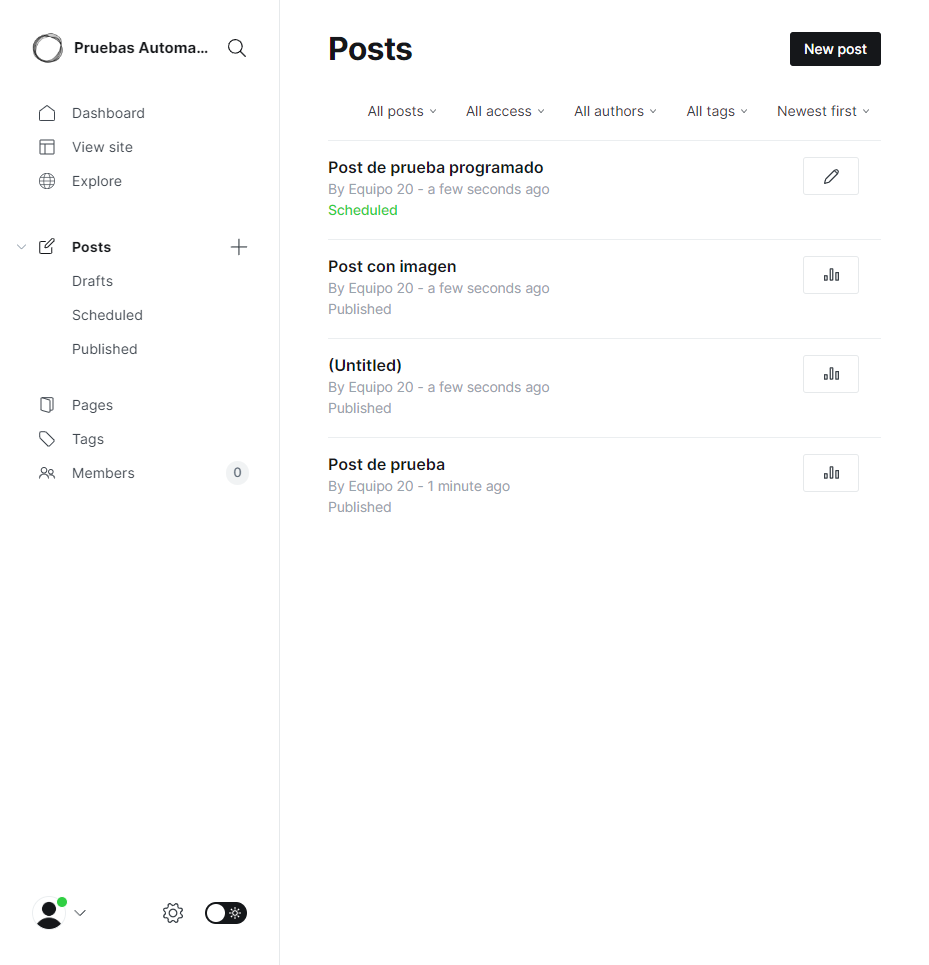 Pruebas Automa...
Dashboard
View site
Explore
Posts
Drafts
Scheduled
Published
Pages
Tags
Members 0
Posts
New post
All posts All access All authors All tags Newest first
Post de prueba programado
By Equipo 20 - a few seconds ago
Scheduled
Post con imagen
By Equipo 20 - a few seconds ago
Published
(Untitled)
By Equipo 20 - a few seconds ago
Published
Post de prueba
By Equipo 20 - 1 minute ago
Published